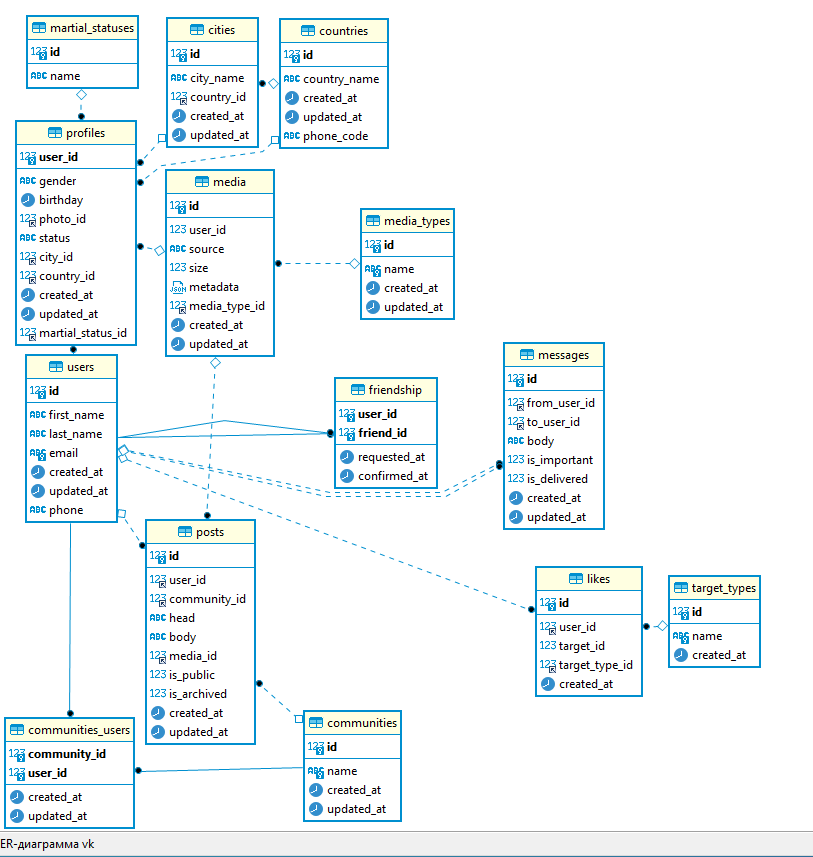 martial_statuses
123 id
ABC name
cities
123 id
ABC city_name
123 country_id
created_at
updated_at
countries
123 id
ABC country_name
created_at
updated_at
ABC phone_code
profiles
123 user_id
ABC gender
birthday
123 photo_id
ABC status
123 city_id
123 country_id
created_at
updated_at
123 martial_status_id
media
123 id
123 user_id
ABC source
123 size
JSON metadata
123 media_type_id
created_at
updated_at
media_types
123 id
ABC name
created_at
updated_at
users
123 id
ABC first_name
ABC last_name
ABC email
created_at
updated_at
ABC phone
friendship
123 user_id
123 friend_id
requested_at
confirmed_at
messages
123 id
123 from_user_id
123 to_user_id
ABC body
123 is_important
123 is_delivered
created_at
updated_at
posts
123 id
123 user_id
123 community_id
ABC head
ABC body
123 media_id
123 is_public
123 is_archived
created_at
updated_at
likes
123 id
123 user_id
123 target_id
123 target_type_id
created_at
target_types
123 id
ABC name
created_at
communities_users
123 community_id
123 user_id
created_at
updated_at
communities
123 id
ABC name
created_at
updated_at
ER-диаграмма vk